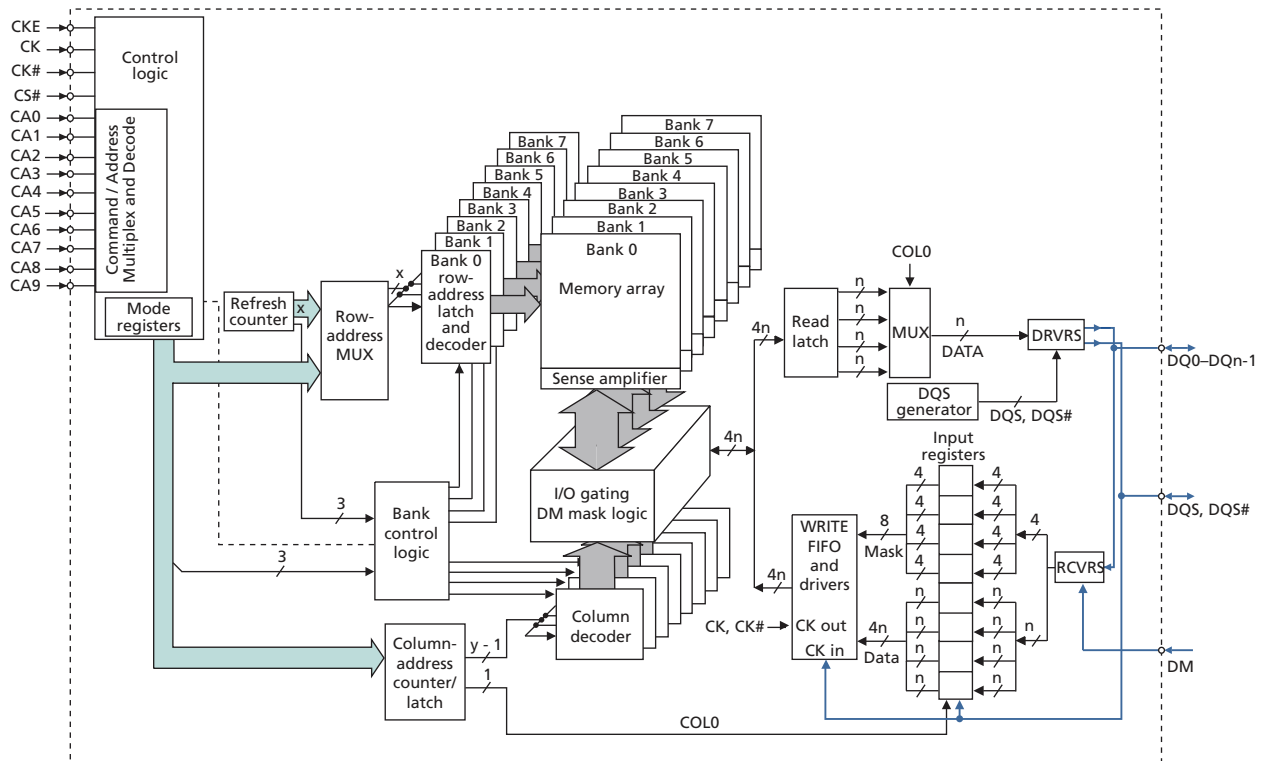 CKE
CK
CK#
CS#
CA0
CA1
CA2
CA3
CA4
CA5
CA6
CA7
CA8
CA9
Control
logic
Command / Address
Multiplex and Decode
Mode
registers
Refresh
counter
x
Row-
address
MUX
x
3
3
Bank 7
Bank 6
Bank 5
Bank 4
Bank 3
Bank 2
Bank 1
Bank 0
row-
address
latch
and
decoder
Bank 7
Bank 6
Bank 5
Bank 4
Bank 3
Bank 2
Bank 1
Bank 0
Memory array
Sense amplifier
Bank
control
logic
I/O gating
DM mask logic
Column
decoder
Column-
address
counter/
latch
y - 1
1
COL0
4n
4n
4n
Read
latch
n
n
n
n
COL0
MUX
n
DATA
DRVRS
DQS
generator
DQS, DQS#
DQ0–DQn-1
DQS, DQS#
DM
Input
registers
4
4
4
4
n
n
n
n
4
4
4
4
n
n
n
n
4
n
RCVRS
8
Mask
4n
Data
WRITE
FIFO
and
drivers
CK out
CK in
CK, CK#